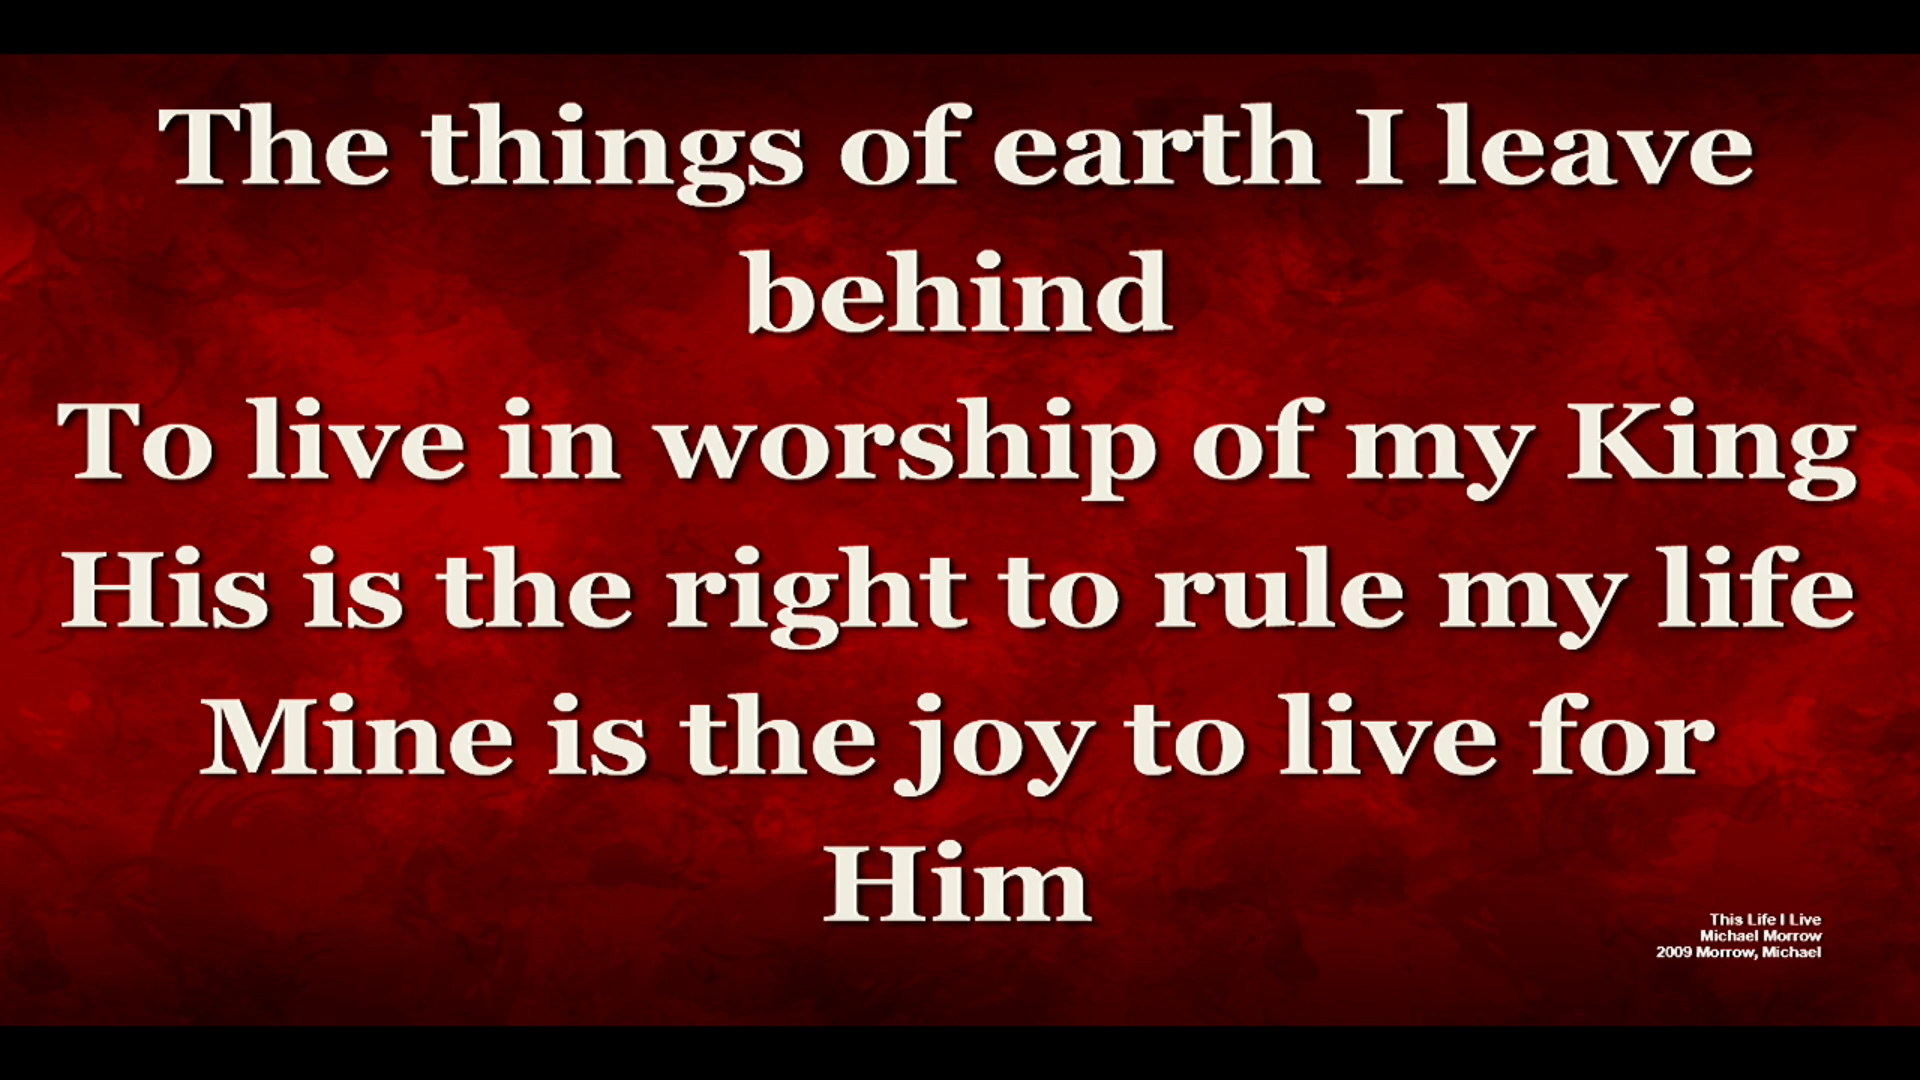 The things of earth I leave
behind
To live in worship of my King
His is the right to rule my life
Mine is the joy to live for
Him
This Life I Live
Michael Morrow
2009 Morrow, Michael